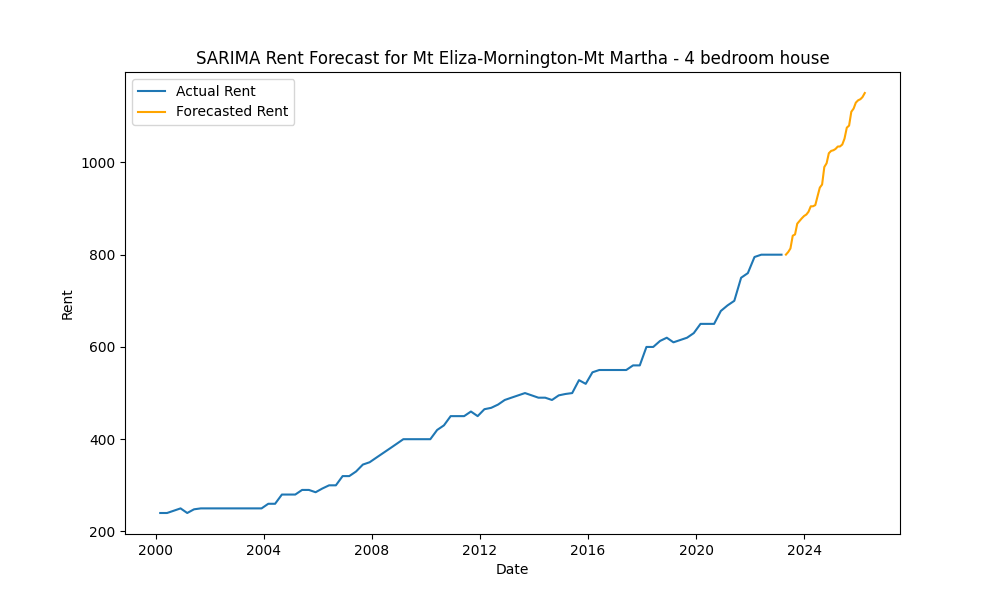 SARIMA Rent Forecast for Mt Eliza-Mornington-Mt Martha - 4 bedroom house
Actual Rent
Forecasted Rent
1000
800
600
400
200
Rent
2000 2004 2008 2012 2016 2020 2024
Date